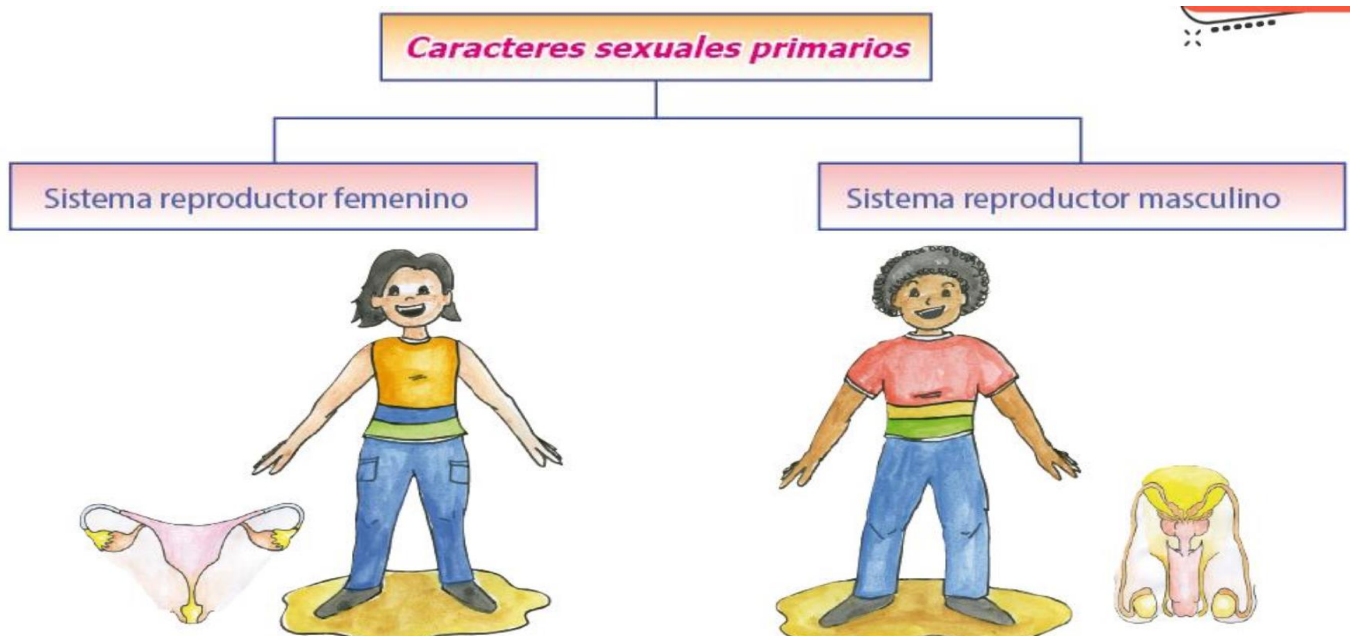 Caracteres sexuales primarios
Sistema reproductor femenino
Sistema reproductor masculino